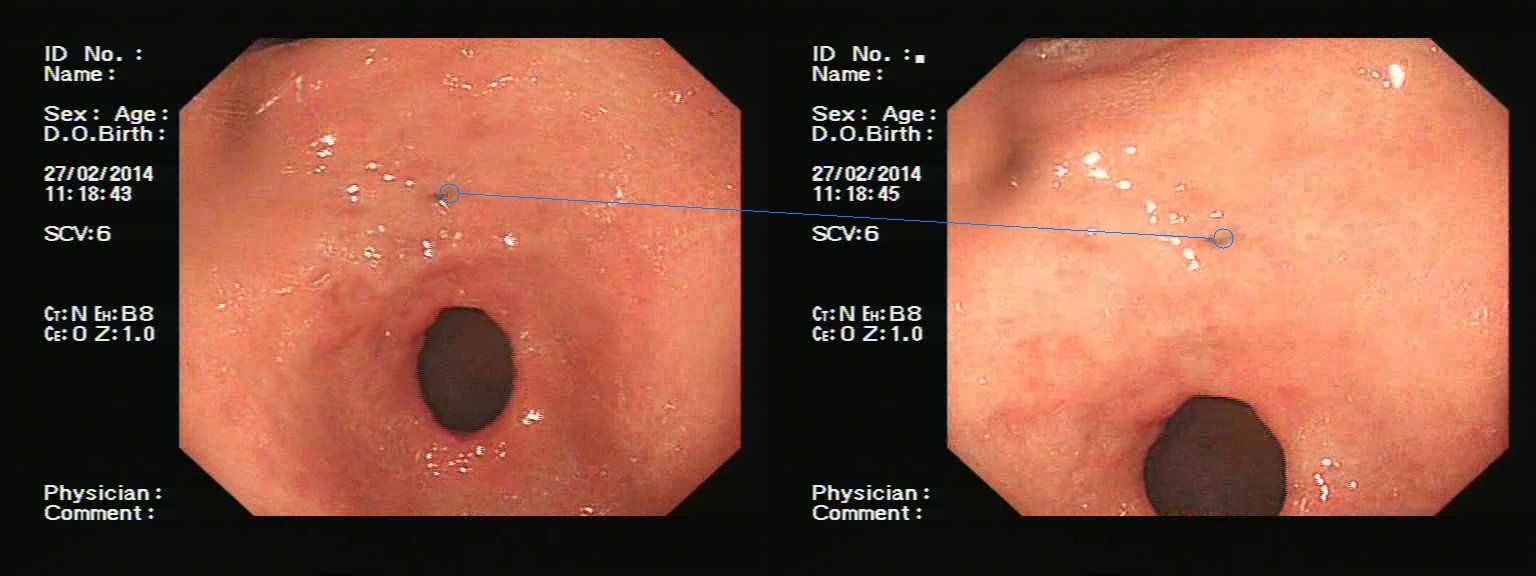 ID No. :
Name:
Sex: Age:
D.O.Birth:
27/02/2014
11:18:43
SCV:6
CT:N EH:B8
CE:0 Z:1.0
Physician:
Comment:
ID No. :
Name:
Sex: Age:
D.O.Birth:
27/02/2014
11:18:45
SCV:6
CT:N EH:B8
CE:0 Z:1.0
Physician:
Comment: